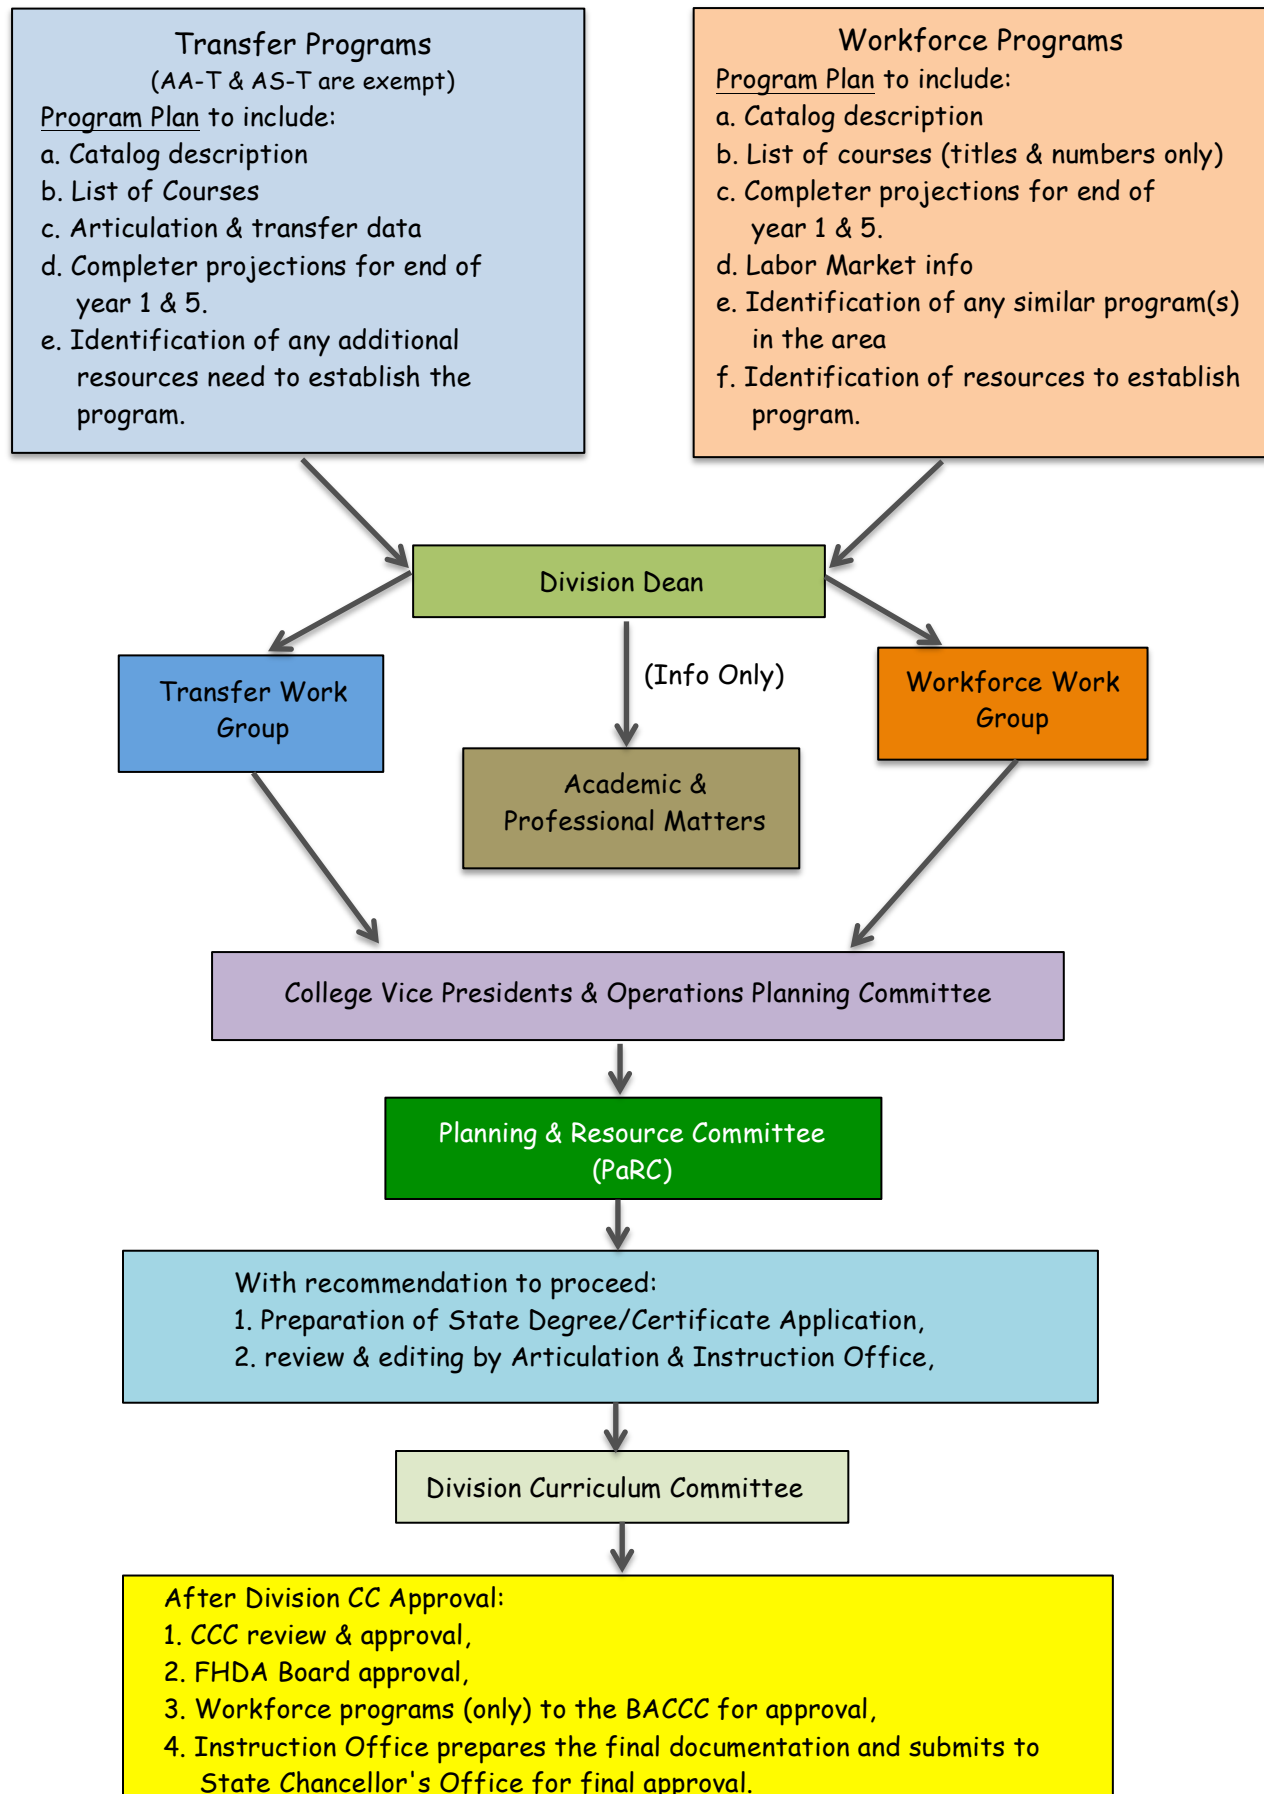 Transfer Programs
(AA-T & AS-T are exempt)
Program Plan to include:
a. Catalog description
b. List of Courses
c. Articulation & transfer data
d. Completer projections for end of
year 1 & 5.
e. Identification of any additional
resources need to establish the
program.
Workforce Programs
Program Plan to include:
a. Catalog description
b. List of courses (titles & numbers only)
c. Completer projections for end of
year 1 & 5.
d. Labor Market info
e. Identification of any similar program(s)
in the area
f. Identification of resources to establish
program.
Division Dean
Transfer Work
Group
(Info Only)
Workforce Work
Group
Academic &
Professional Matters
College Vice Presidents & Operations Planning Committee
Planning & Resource Committee
(PaRC)
With recommendation to proceed:
1. Preparation of State Degree/Certificate Application,
2. review & editing by Articulation & Instruction Office,
Division Curriculum Committee
After Division CC Approval:
1. CCC review & approval,
2. FHDA Board approval,
3. Workforce programs (only) to the BACCC for approval,
4. Instruction Office prepares the final documentation and submits to
State Chancellor's Office for final approval.